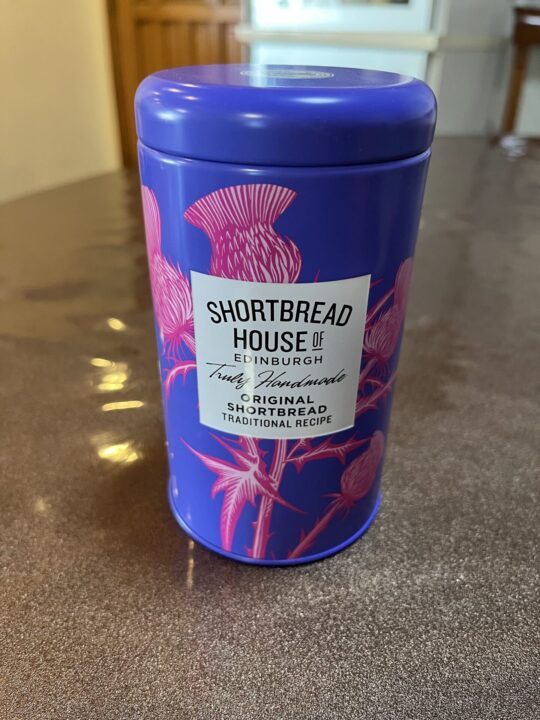 SHORTBREAD
HOUSE OF
EDINBURGH
Truly Handmade
ORIGINAL
SHORTBREAD
TRADITIONAL RECIPE